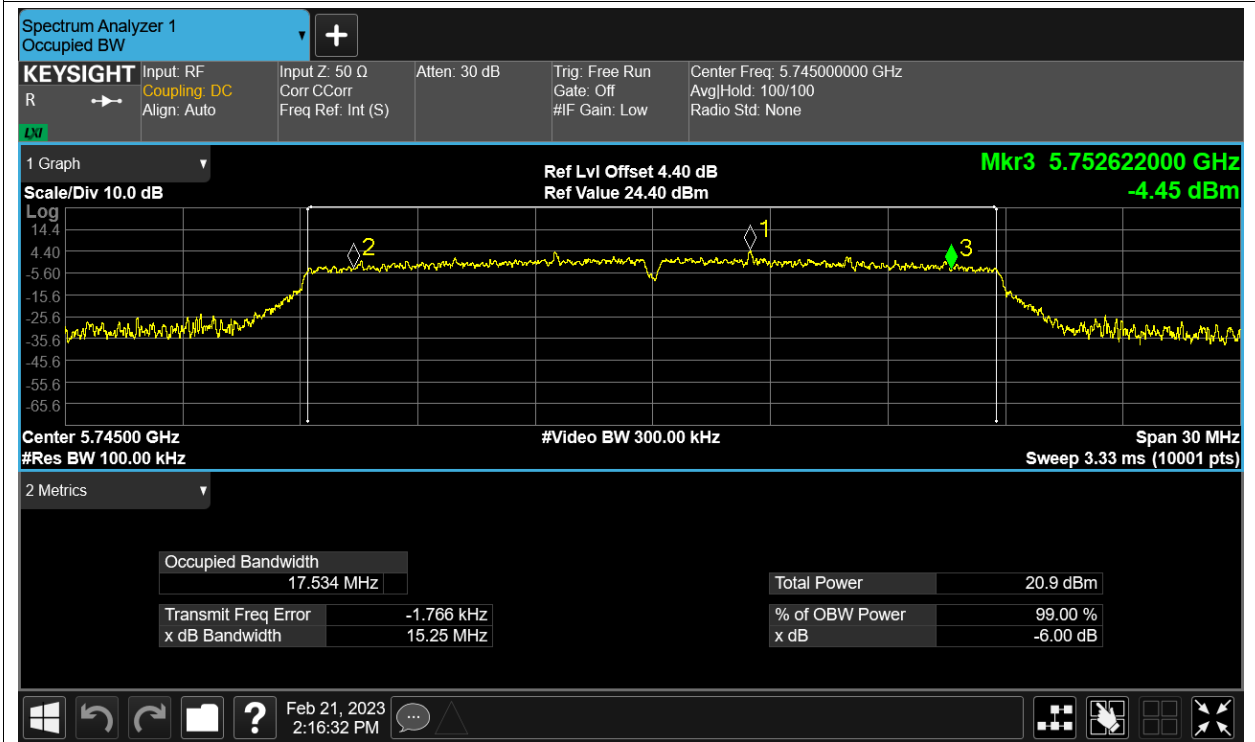 Spectrum Analyzer 1
Occupied BW
KEYSIGHT
R
LXI
Input: RF
Coupling: DC
Align: Auto
Input Z: 50 Ω
Corr CCorr
Freq Ref: Int (S)
Atten: 30 dB
Trig: Free Run
Gate: Off
#IF Gain: Low
Center Freq: 5.745000000 GHz
Avg|Hold: 100/100
Radio Std: None
1 Graph
Scale/Div 10.0 dB
Ref Lvl Offset 4.40 dB
Ref Value 24.40 dBm
Mkr3 5.752622000 GHz
-4.45 dBm
Log
14.4
4.40
-5.60
-15.6
-25.6
-35.6
-45.6
-55.6
-65.6
2
1
3
Center 5.74500 GHz
#Video BW 300.00 kHz
Span 30 MHz
#Res BW 100.00 kHz
Sweep 3.33 ms (10001 pts)
2 Metrics
Occupied Bandwidth
17.534 MHz
Transmit Freq Error -1.766 kHz
x dB Bandwidth 15.25 MHz
Total Power 20.9 dBm
% of OBW Power 99.00 %
x dB -6.00 dB
?
Feb 21, 2023
2:16:32 PM